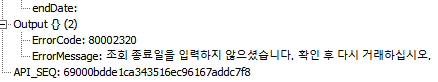 endDate:
Output {} (2)
ErrorCode: 80002320
ErrorMessage: 조회 종료일을 입력하지 않으셨습니다. 확인 후 다시 거래하십시오.
API_SEQ: 69000bdde1ca343516ec96167addc7f8